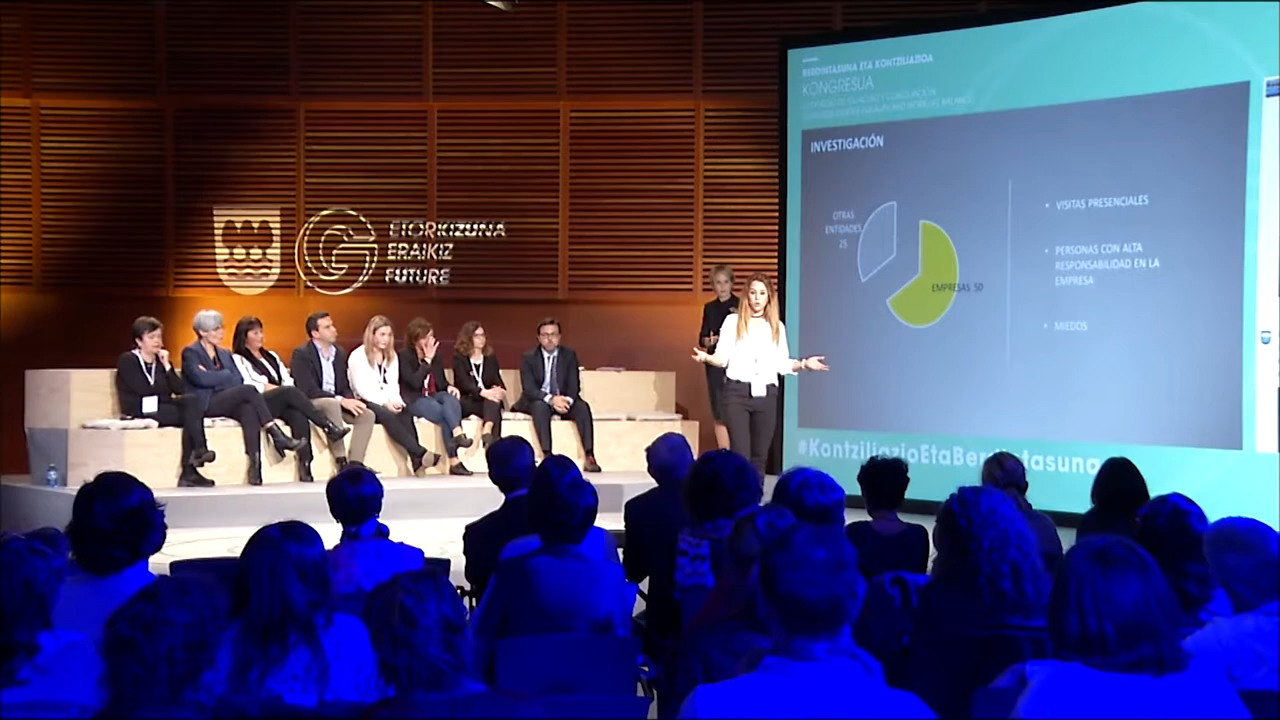 BERDINTASUNA ETA KONTZILIAZIOA
KONGRESUA
INVESTIGACIÓN
OTRAS
ENTIDADES
25
EMPRESAS 50
• VISITAS PRESENCIALES
• PERSONAS CON ALTA
RESPONSABILIDAD EN LA
EMPRESA
• MIEDOS
#KontziliazioEtaBerdintasuna
ETORKIZUNA
ERAIKIZ
FUTURE